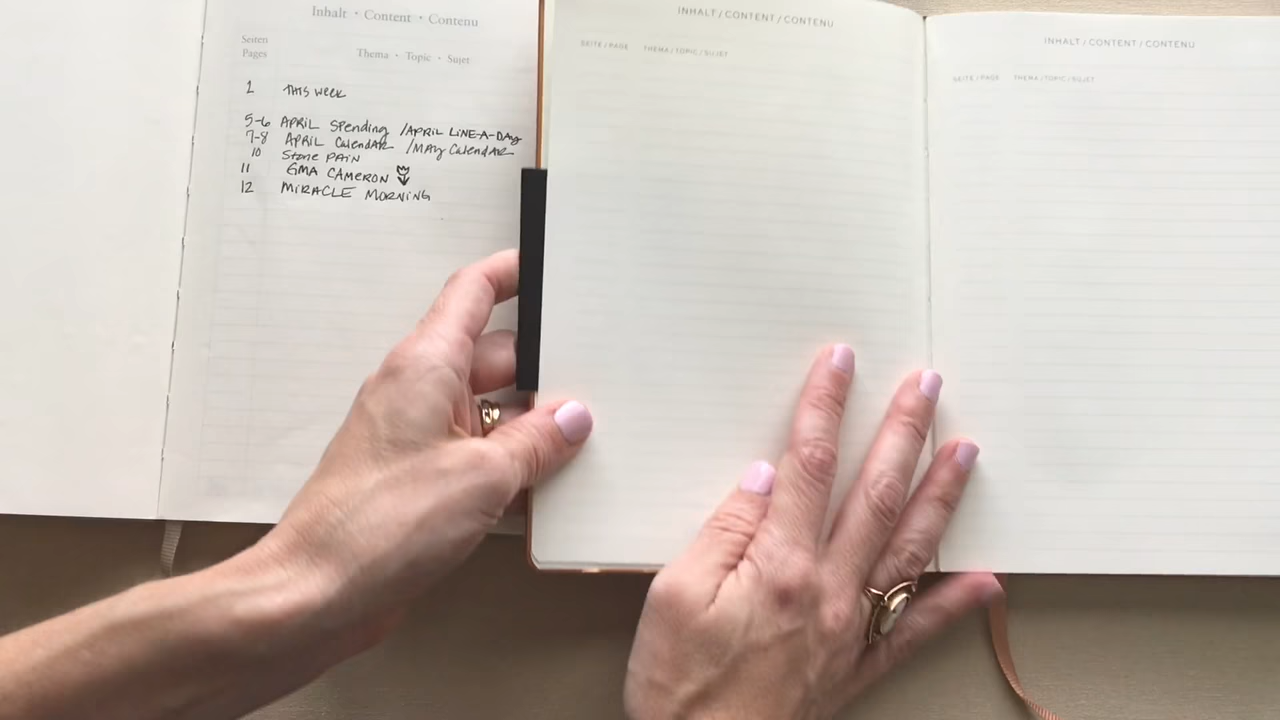 Inhalt · Content · Contenu
Seiten
Pages
Thema · Topic · Sujet
1 THIS WEEK
5-6 APRIL Spending /APRIL LINE-A-DAY
7-8 APRIL CALENDAR /MAY CALENDAR
10 Stone PAIN
11 GMA CAMERON
12 MIRACLE MORNING
INHALT / CONTENT / CONTENU
SEITE / PAGE THEMA / TOPIC / SUJET
INHALT / CONTENT / CONTENU
SEITE / PAGE THEMA / TOPIC / SUJET